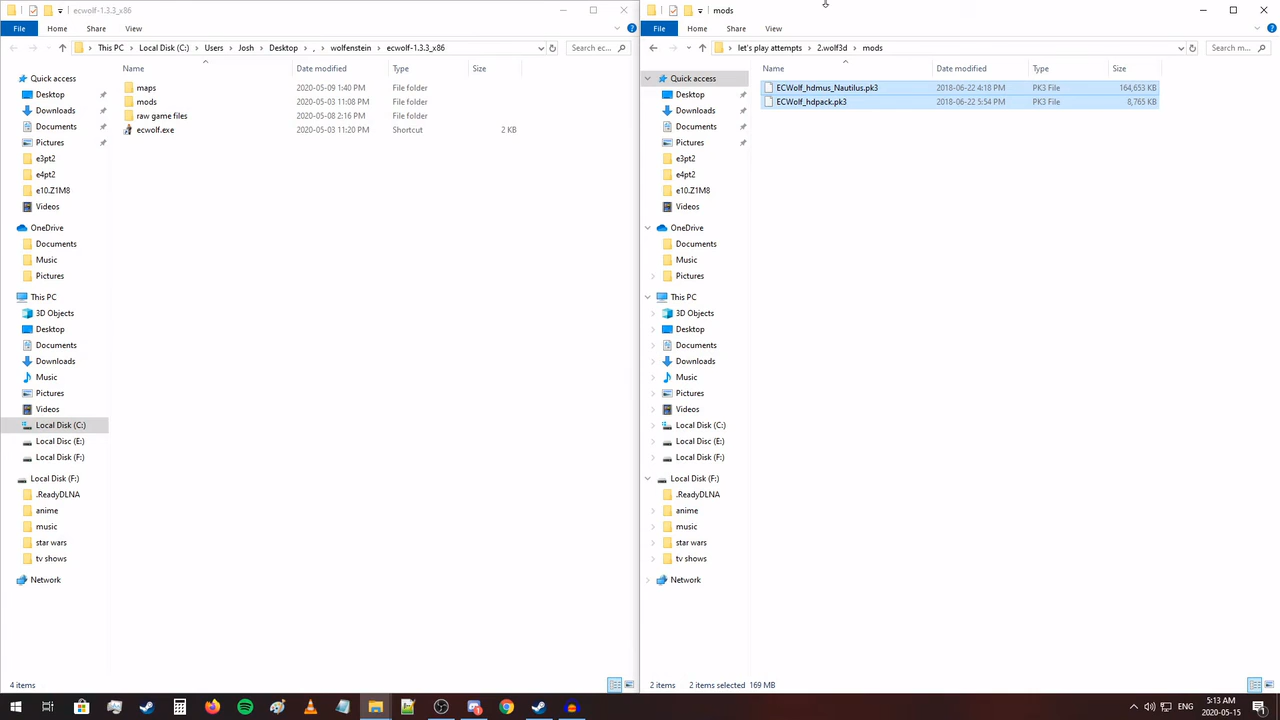 ecwolf-1.3.3_x86
File Home Share View
This PC Local Disk (C:) Users Josh Desktop . wolfenstein ecwolf-1.3.3_x86 Search ec...
Name Date modified Type Size
Quick access
Desktop
Downloads
Documents
Pictures
e3pt2
e4pt2
e10.Z1M8
Videos
OneDrive
Documents
Music
Pictures
This PC
3D Objects
Desktop
Documents
Downloads
Music
Pictures
Videos
Local Disk (C:)
Local Disc (E:)
Local Disk (F:)
Local Disk (F:)
.ReadyDLNA
anime
music
star wars
tv shows
Network
maps 2020-05-09 1:40 PM File folder
mods 2020-05-03 11:08 PM File folder
raw game files 2020-05-08 2:16 PM File folder
ecwolf.exe 2020-05-03 11:20 PM Shortcut 2 KB
4 items
mods
File Home Share View
let's play attempts 2.wolf3d mods Search m...
Name Date modified Type Size
Quick access
Desktop
Downloads
Documents
Pictures
e3pt2
e4pt2
e10.Z1M8
Videos
OneDrive
Documents
Music
Pictures
This PC
3D Objects
Desktop
Documents
Downloads
Music
Pictures
Videos
Local Disk (C:)
Local Disc (E:)
Local Disk (F:)
Local Disk (F:)
.ReadyDLNA
anime
music
star wars
tv shows
Network
ECWolf_hdmus_Nautilus.pk3 2018-06-22 4:18 PM PK3 File 164,653 KB
ECWolf_hdpack.pk3 2018-06-22 5:54 PM PK3 File 8,765 KB
2 items 2 items selected 169 MB
ENG
5:13 AM
2020-05-15